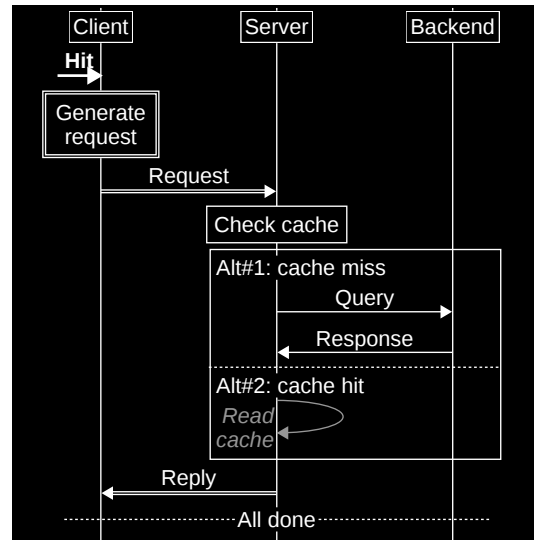 Client Server Backend
Hit
Generate
request
Request
Check cache
Alt#1: cache miss
Query
Response
Alt#2: cache hit
Read
cache
Reply
All done